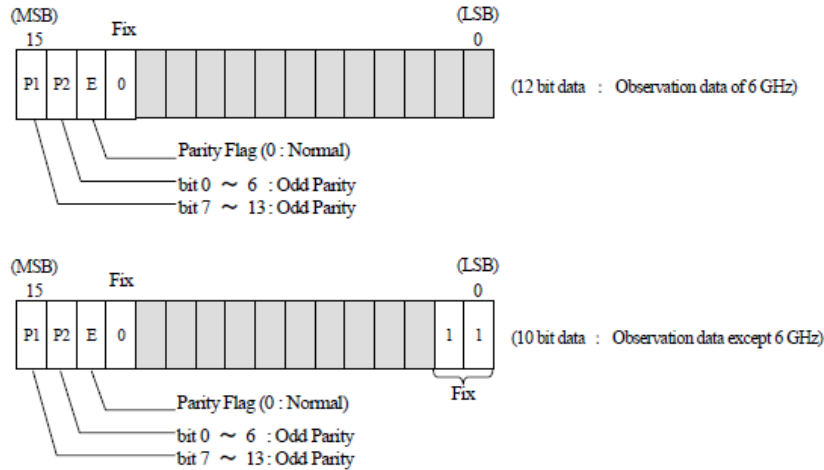 (MSB) (LSB)
15 Fix 0
P1 P2 E 0
(12 bit data : Observation data of 6 GHz)
Parity Flag (0 : Normal)
bit 0 ～ 6 : Odd Parity
bit 7 ～ 13 : Odd Parity
(MSB) (LSB)
15 Fix 0
P1 P2 E 0 1 1
(10 bit data : Observation data except 6 GHz)
Fix
Parity Flag (0 : Normal)
bit 0 ～ 6 : Odd Parity
bit 7 ～ 13 : Odd Parity